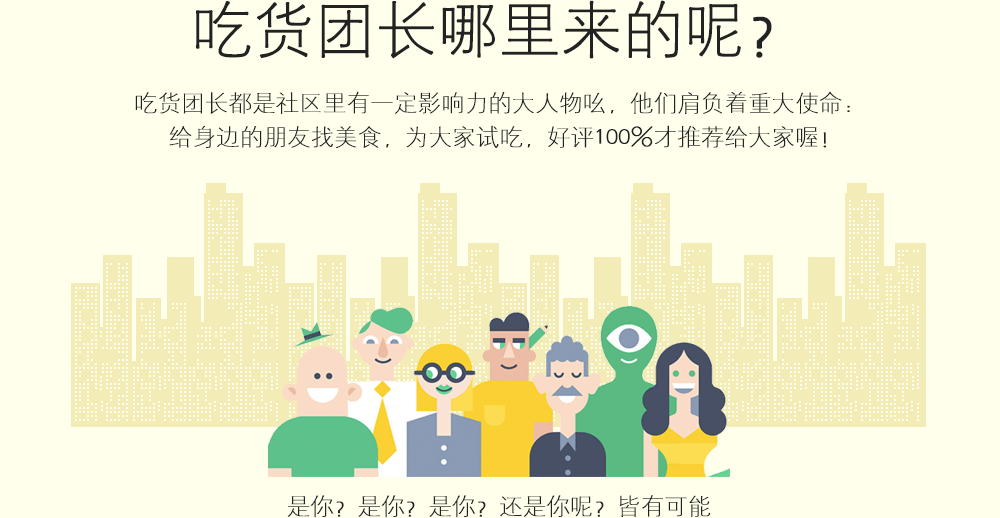 吃货团长哪里来的呢？
吃货团长都是社区里有一定影响力的大人物吆，他们肩负着重大使命：
给身边的朋友找美食，为大家试吃，好评100%才推荐给大家喔！
是你？是你？是你？还是你呢？皆有可能